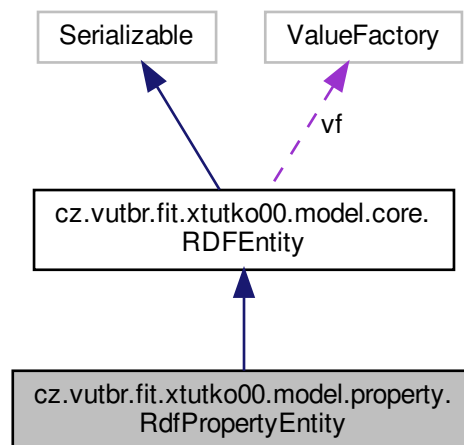 Serializable
ValueFactory
vf
cz.vutbr.fit.xtutko00.model.core.
RDFEntity
cz.vutbr.fit.xtutko00.model.property.
RdfPropertyEntity